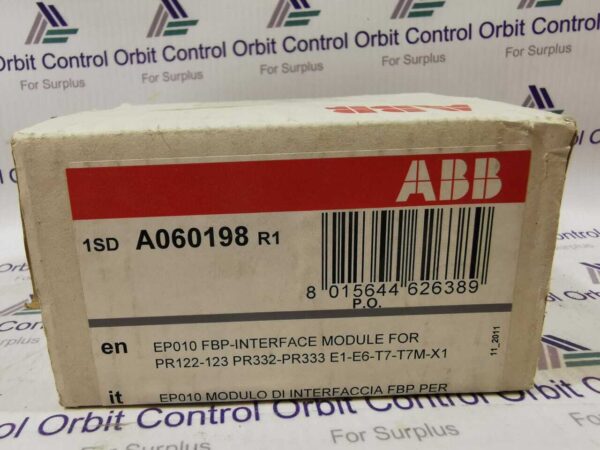 Orbit Control Orbit Control Orbit Control Orbit Control
For Surplus For Surplus For Surplus For Surplus
ABB
ABB
1SD A060198 R1
8 015644 626389
P.O.
en EP010 FBP-INTERFACE MODULE FOR
PR122-123 PR332-PR333 E1-E6-T7-T7M-X1
11_2011
it EP010 MODULO DI INTERFACCIA FBP PER
Control Orbit Control Orbit Control Orbit Control Orbit
For Surplus For Surplus For Surplus